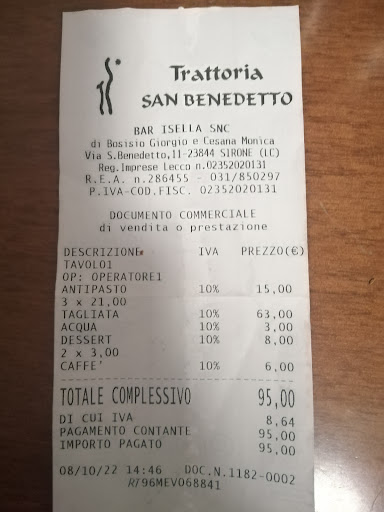 Trattoria
SAN BENEDETTO
BAR ISELLA SNC
di Bosisio Giorgio e Cesana Monica
Via S.Benedetto,11-23844 SIRONE (LC)
Reg.Imprese Lecco n.02352020131
R.E.A. n.286455 - 031/850297
P.IVA-COD.FISC. 02352020131
DOCUMENTO COMMERCIALE
di vendita o prestazione
DESCRIZIONE IVA PREZZO(€)
TAVOLO1
OP: OPERATORE1
ANTIPASTO 10% 15,00
3 x 21,00
TAGLIATA 10% 63,00
ACQUA 10% 3,00
DESSERT 10% 8,00
2 x 3,00
CAFFE' 10% 6,00
TOTALE COMPLESSIVO 95,00
DI CUI IVA 8,64
PAGAMENTO CONTANTE 95,00
IMPORTO PAGATO 95,00
08/10/22 14:46 DOC.N.1182-0002
RT 96MEV068841